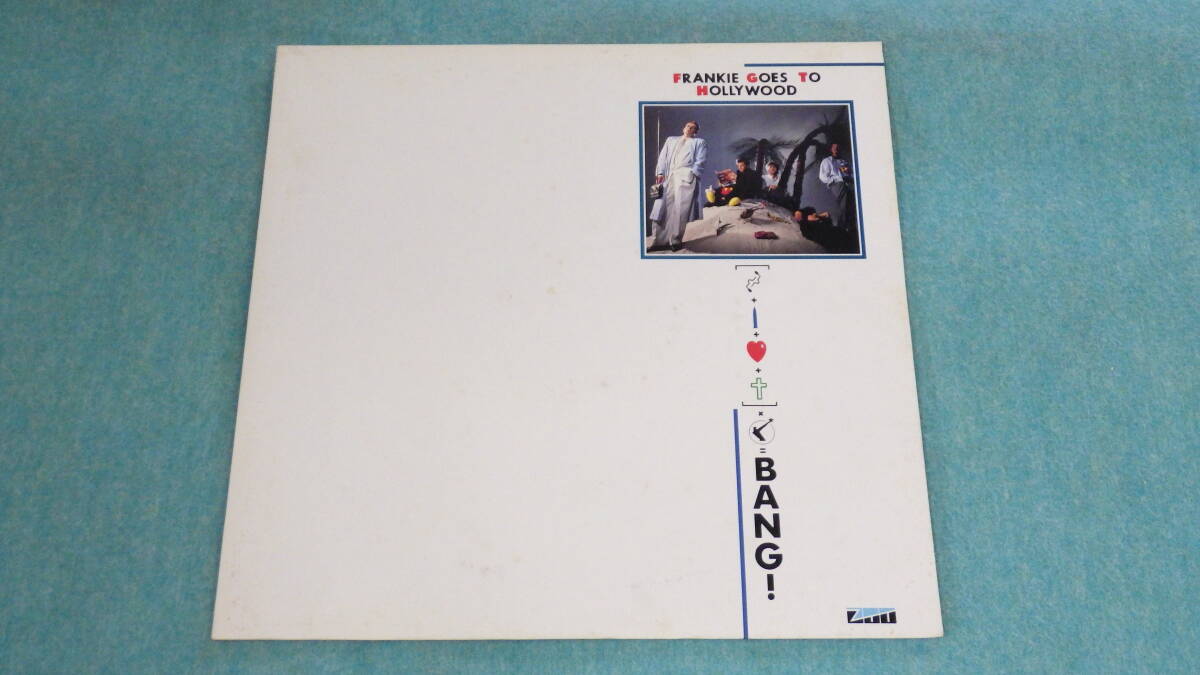 FRANKIE GOES TO
HOLLYWOOD
[
+
+
+
]
×
=
BANG!
ZTT